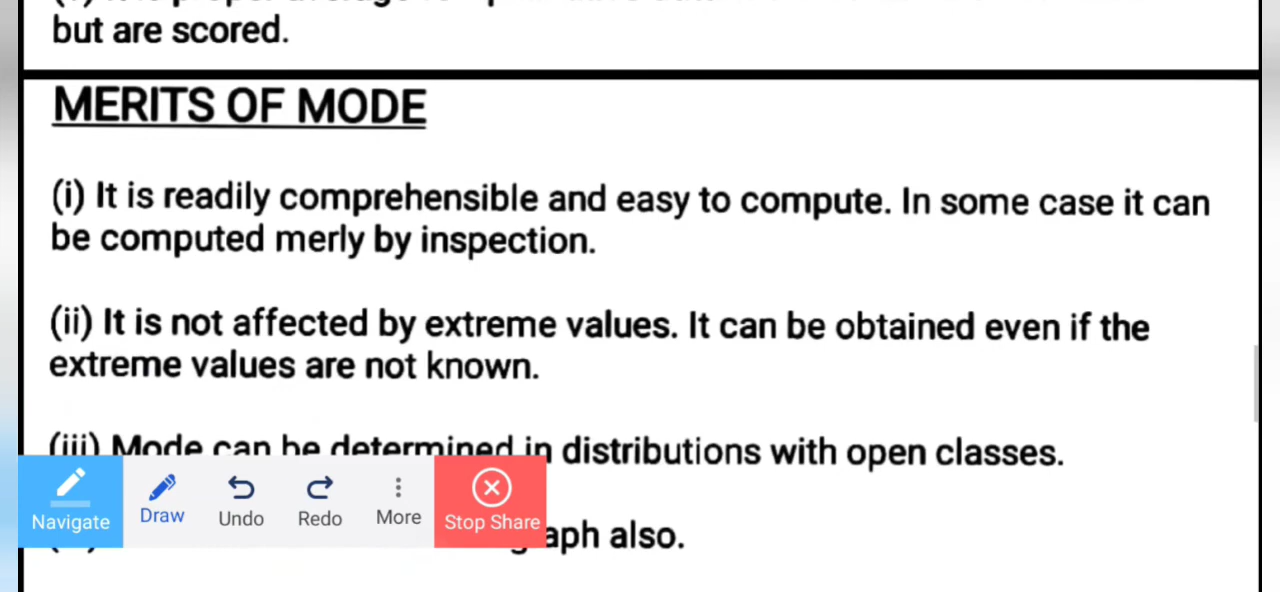 but are scored.
MERITS OF MODE
(i) It is readily comprehensible and easy to compute. In some case it can
be computed merly by inspection.
(ii) It is not affected by extreme values. It can be obtained even if the
extreme values are not known.
(iii) Mode can be determined in distributions with open classes.
aph also.
Navigate Draw Undo Redo More Stop Share